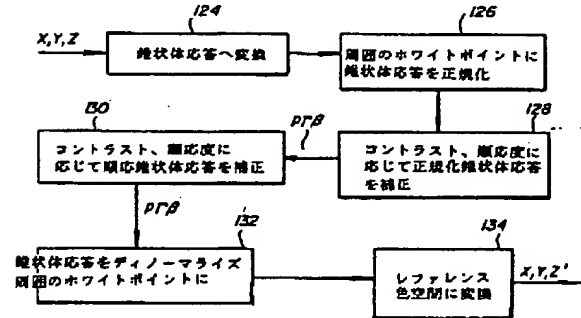 124
X,Y,Z
錐状体応答へ変換
126
周囲のホワイトポイントに
錐状体応答を正規化
128
コントラスト、順応度に
応じて正規化錐状体応答
を補正
PΓβ
130
コントラスト、順応度に
応じて順応錐状体応答を補正
PΓβ
132
錐状体応答をディノーマライズ
周囲のホワイトポイントに
134
レファレンス
色空間に変換
X,Y,Z'